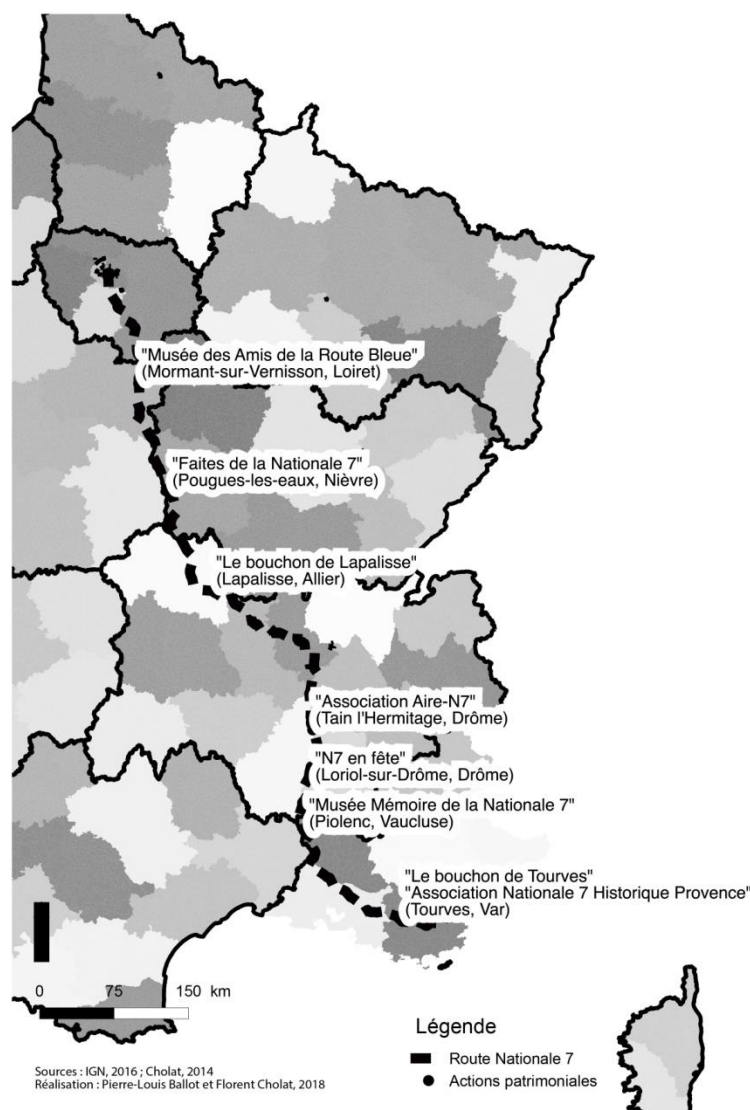 "Musée des Amis de la Route Bleue"
(Mormant-sur-Vernisson, Loiret)
"Faites de la Nationale 7"
(Pougues-les-eaux, Nièvre)
"Le bouchon de Lapalisse"
(Lapalisse, Allier)
"Association Aire-N7"
(Tain l'Hermitage, Drôme)
"N7 en fête"
(Loriol-sur-Drôme, Drôme)
"Musée Mémoire de la Nationale 7"
(Piolenc, Vaucluse)
"Le bouchon de Tourves"
"Association Nationale 7 Historique Provence"
(Tourves, Var)
0 75 150 km
Légende
Route Nationale 7
Actions patrimoniales
Sources : IGN, 2016 ; Cholat, 2014
Réalisation : Pierre-Louis Ballot et Florent Cholat, 2018